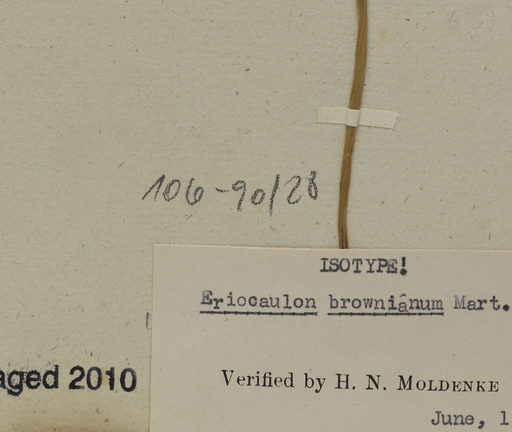 106-90/28
ISOTYPE!
Eriocaulon brownianum Mart.
Verified by H. N. MOLDENKE
aged 2010
June, 1